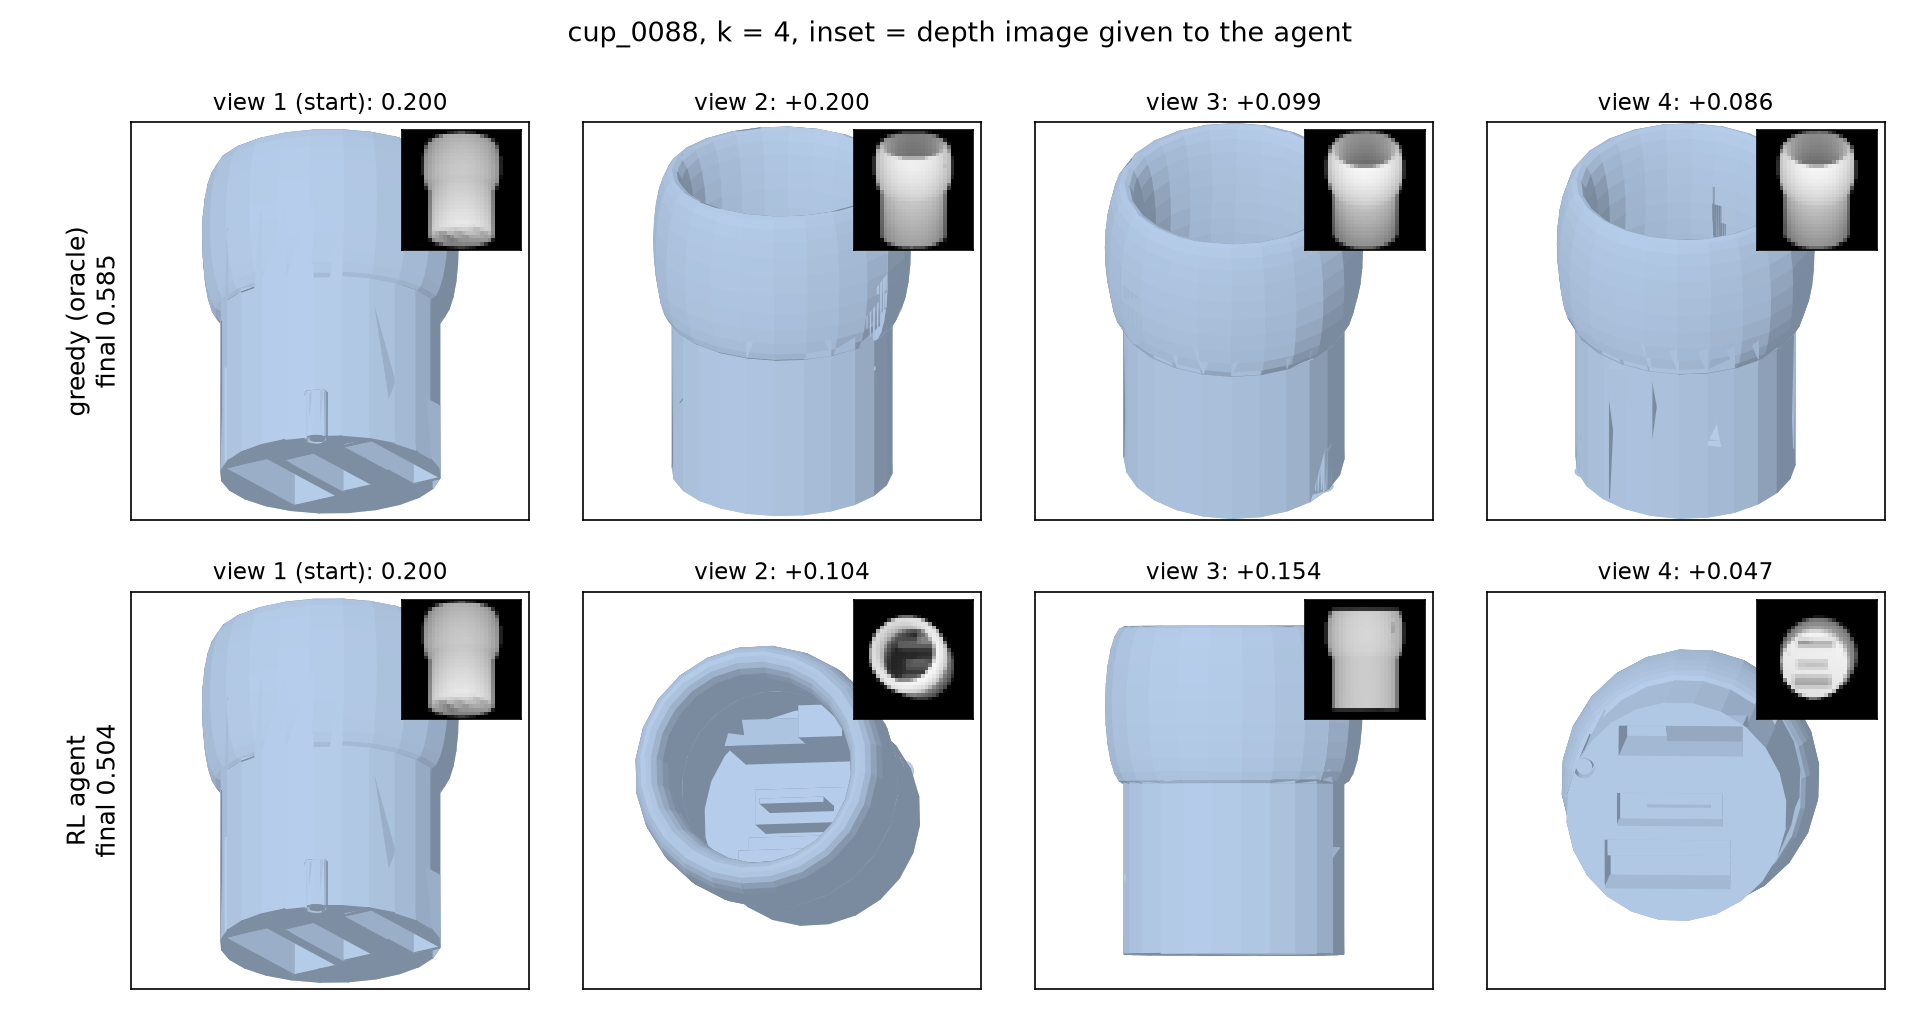 cup_0088, k = 4, inset = depth image given to the agent
view 1 (start): 0.200
view 2: +0.200
view 3: +0.099
view 4: +0.086
greedy (oracle)
final 0.585
view 1 (start): 0.200
view 2: +0.104
view 3: +0.154
view 4: +0.047
RL agent
final 0.504